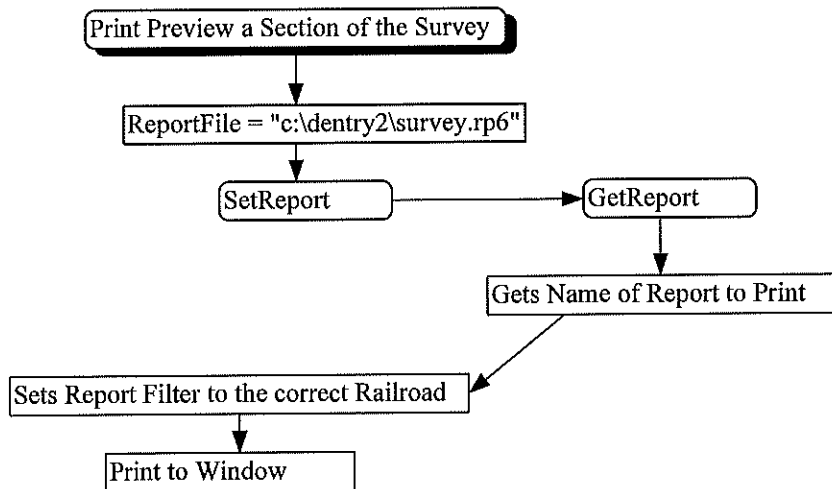 Print Preview a Section of the Survey
ReportFile = "c:\dentry2\survey.rp6"
SetReport
GetReport
Gets Name of Report to Print
Sets Report Filter to the correct Railroad
Print to Window